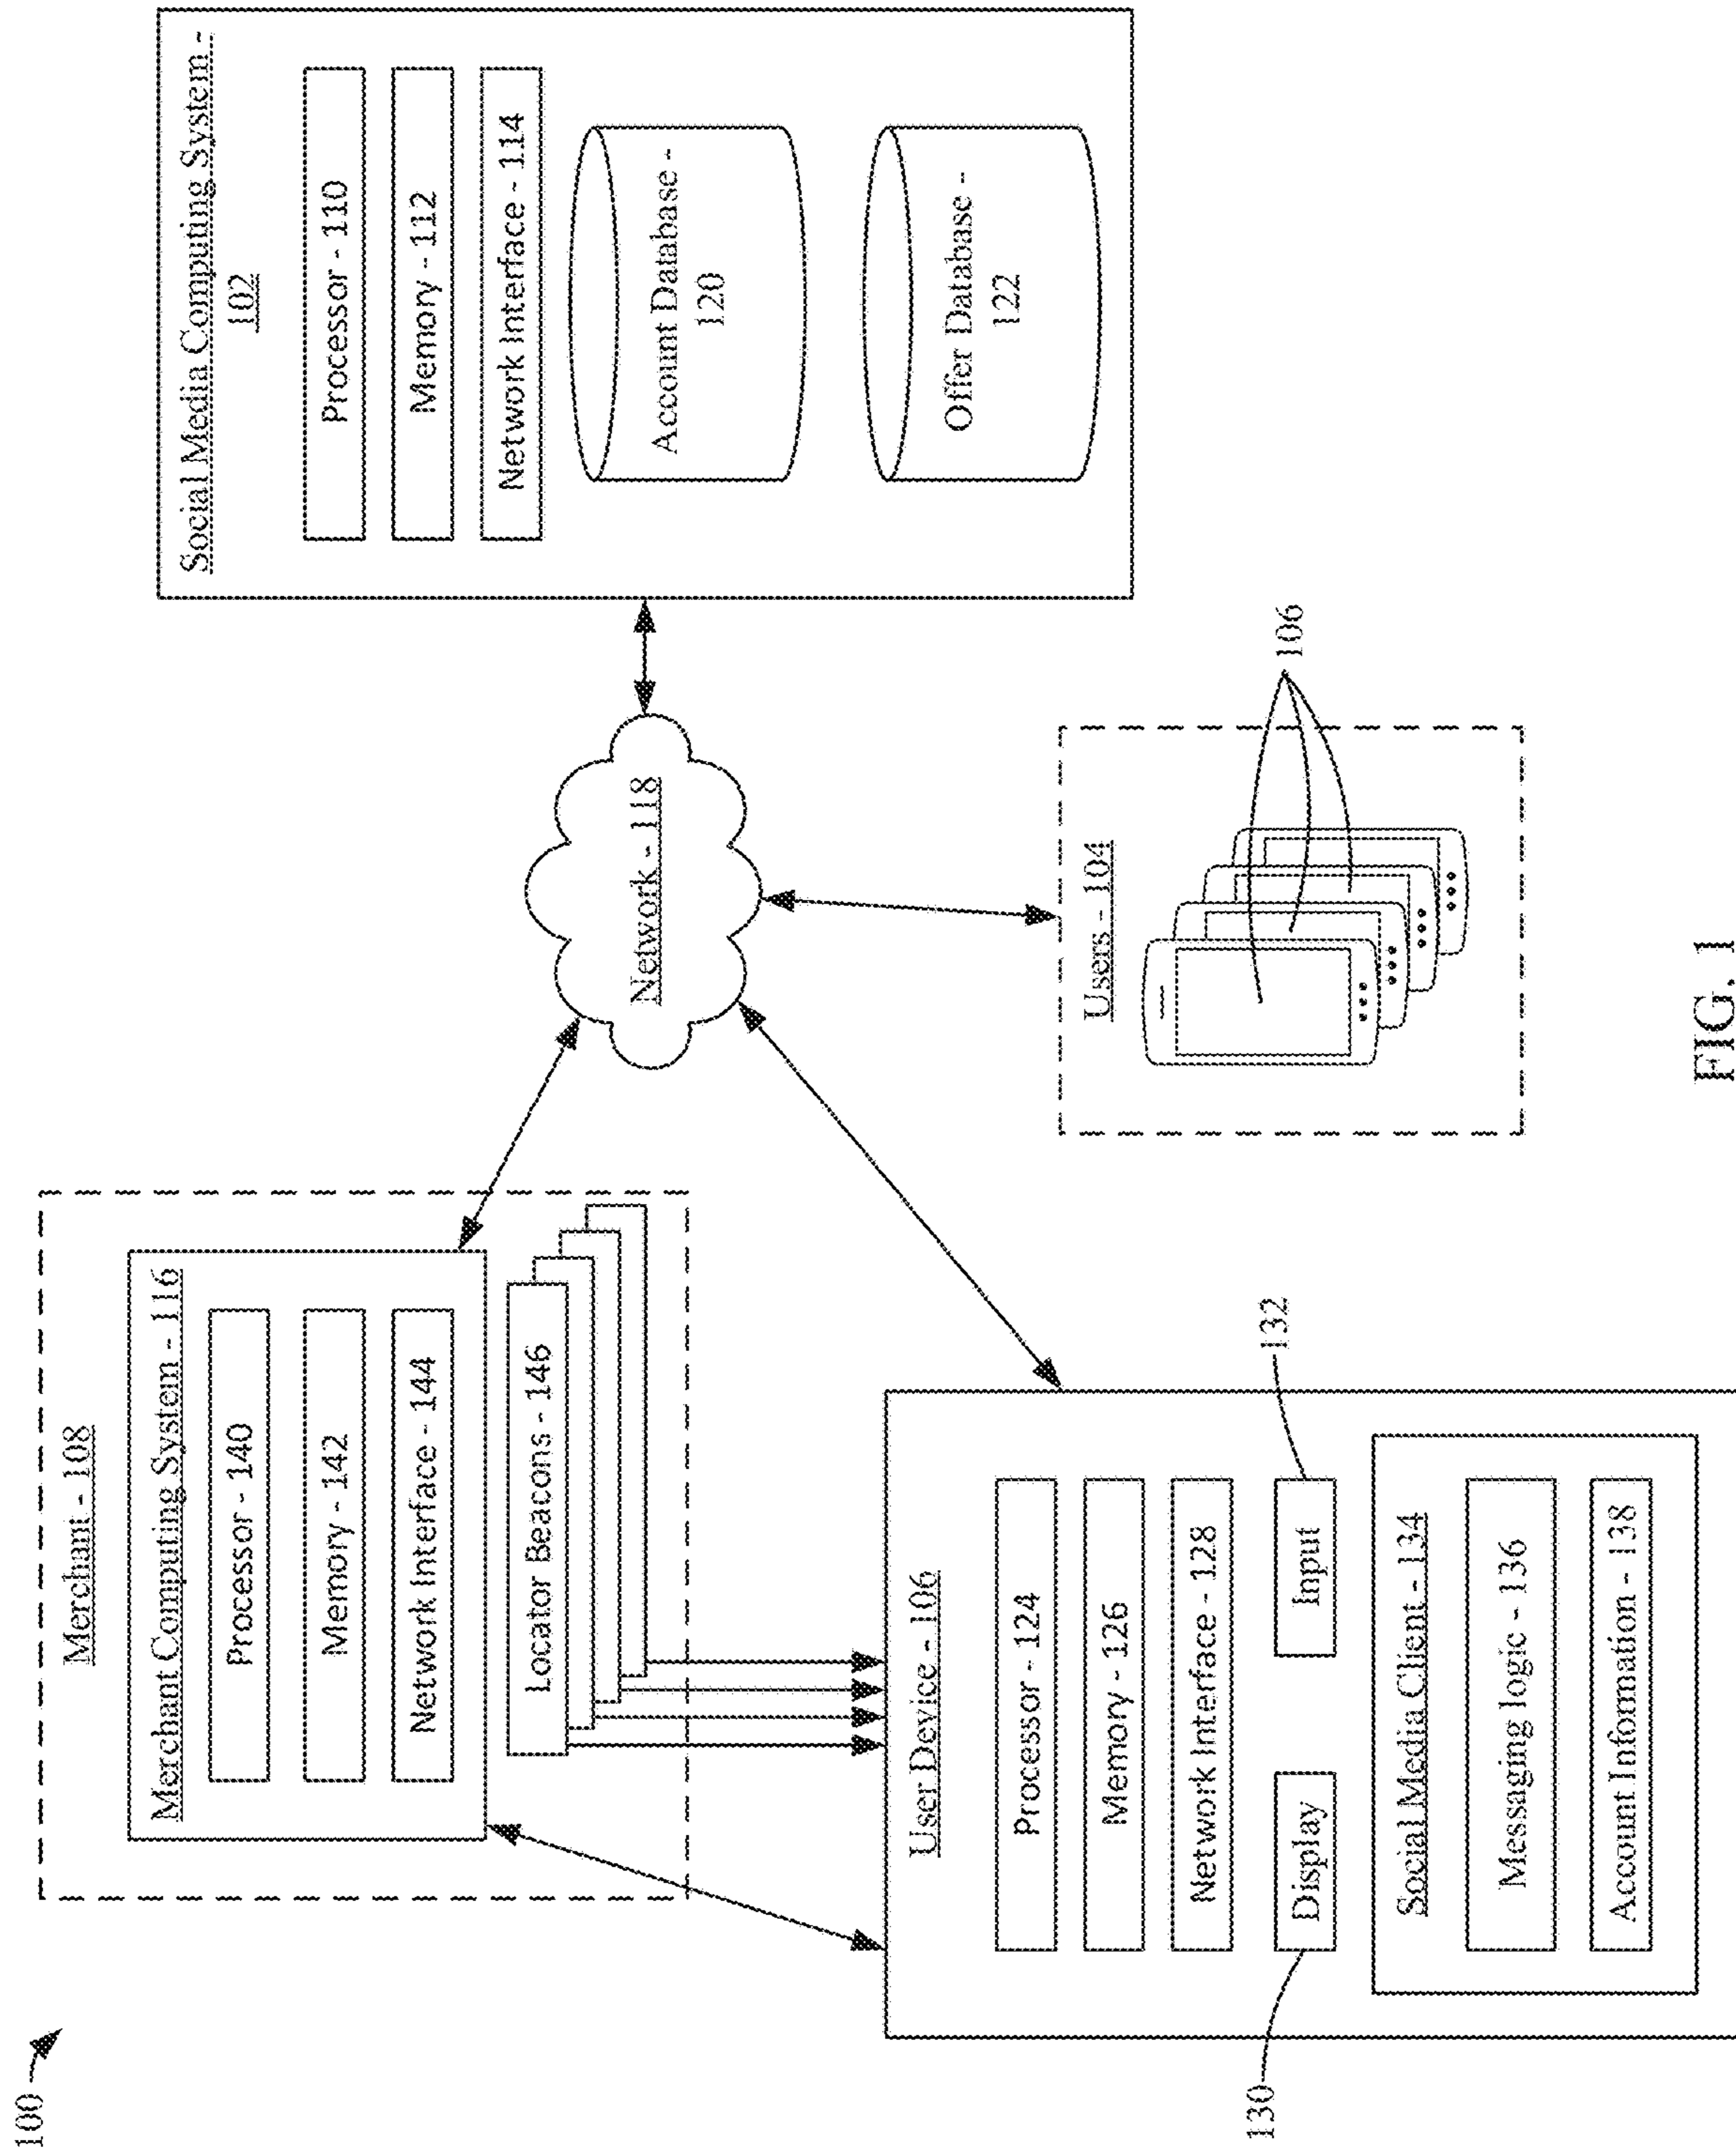 100
Merchant - 108
Merchant Computing System - 116
Processor - 140
Memory - 142
Network Interface - 144
Locator Beacons - 146
Network - 118
Social Media Computing System -
102
Processor - 110
Memory - 112
Network Interface - 114
Account Database -
120
Offer Database -
122
User Device - 106
Processor - 124
Memory - 126
Network Interface - 128
Display
Input
130
132
Social Media Client - 134
Messaging logic - 136
Account Information - 138
Users - 104
106
FIG. 1